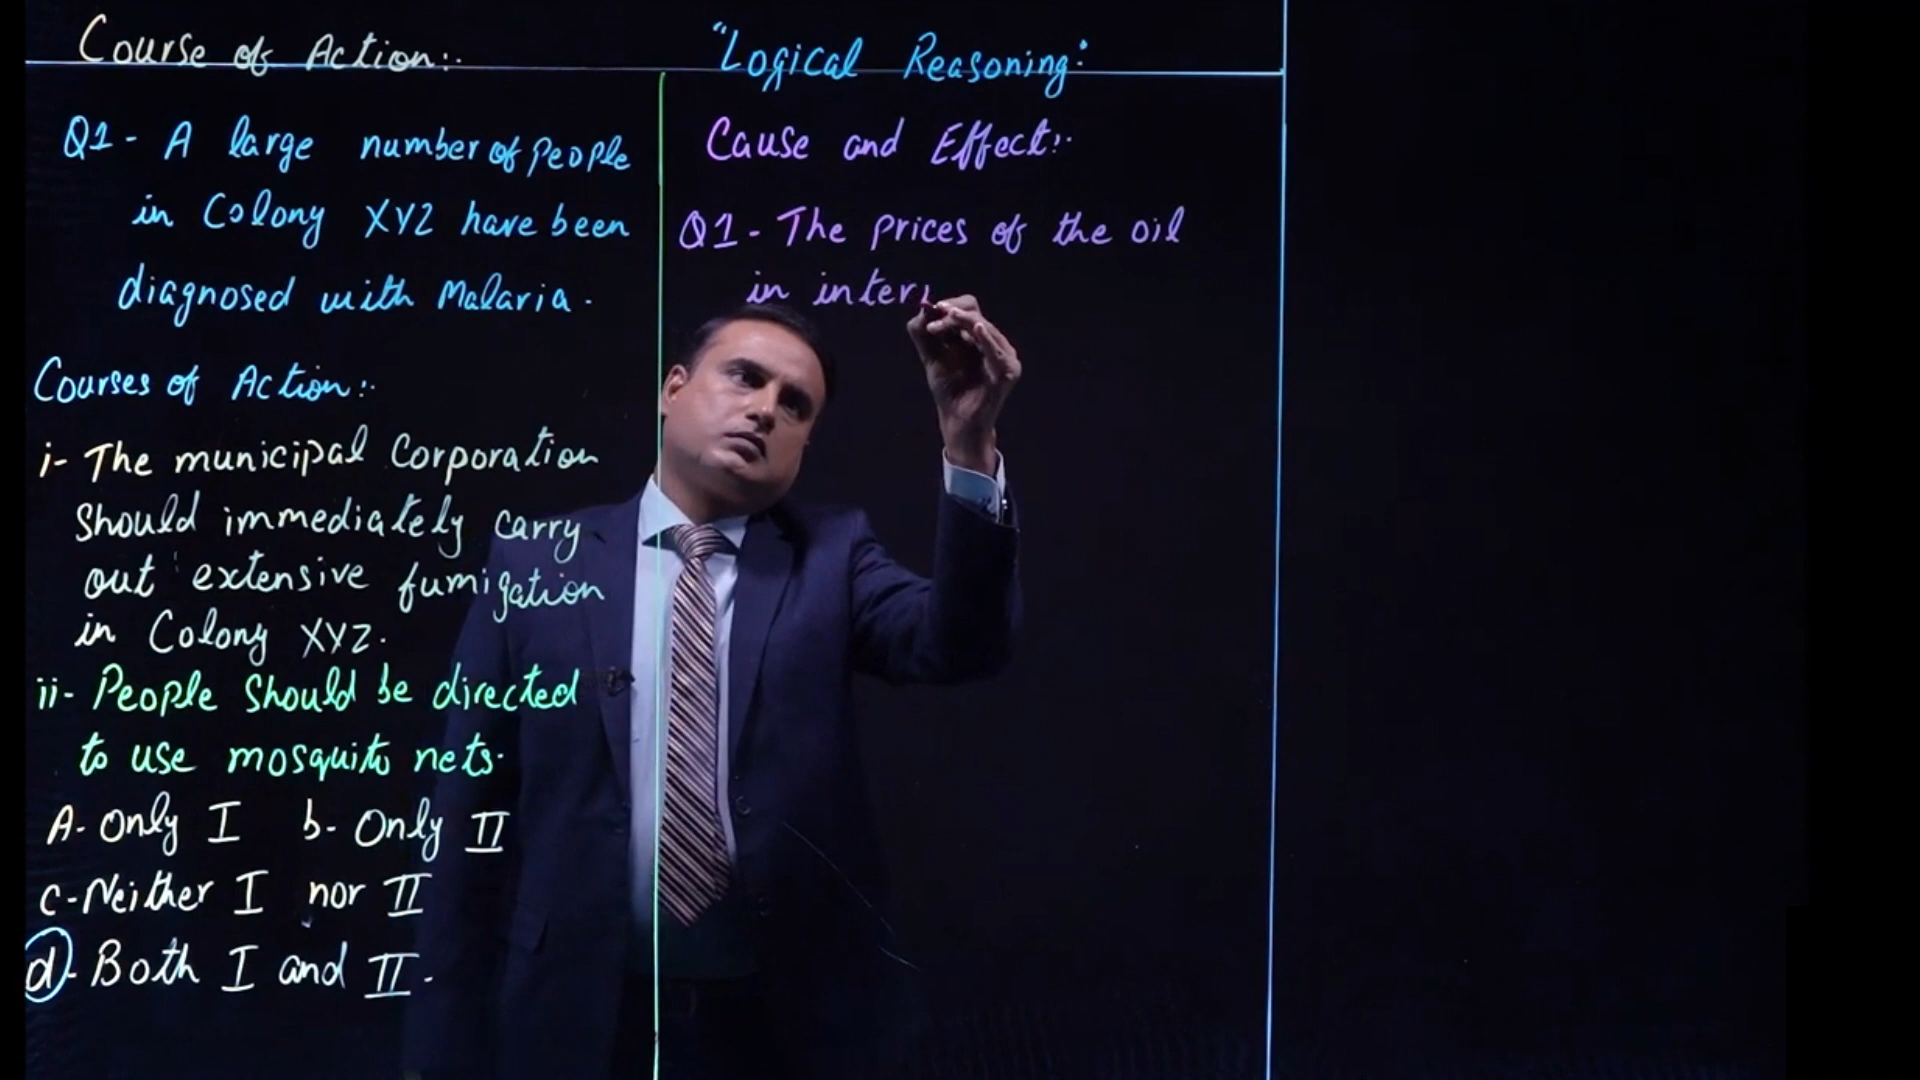 Course of Action:-
Q1- A large number of people
in Colony XYZ have been
diagnosed with Malaria.
Courses of Action:-
i- The municipal Corporation
Should immediately carry
out extensive fumigation
in Colony XYZ.
ii- People Should be directed
to use mosquito nets.
A- Only I b- Only II
C- Neither I nor II
d- Both I and II.
"Logical Reasoning:"
Cause and Effect:-
Q1- The prices of the oil
in inter